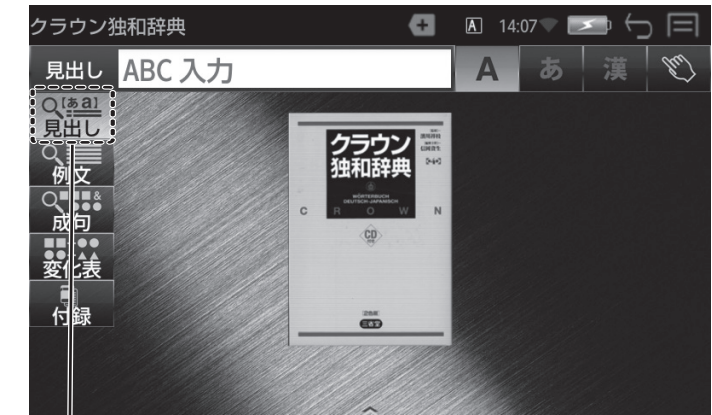 クラウン独和辞典
A 14:07
見出し ABC 入力 A あ 漢
[あa]
見出し
例文
&
成句
変化表
付録
クラウン
独和辞典
WÖRTERBUCH
DEUTSCH-JAPANISCH
C R O W N
CD
三省堂